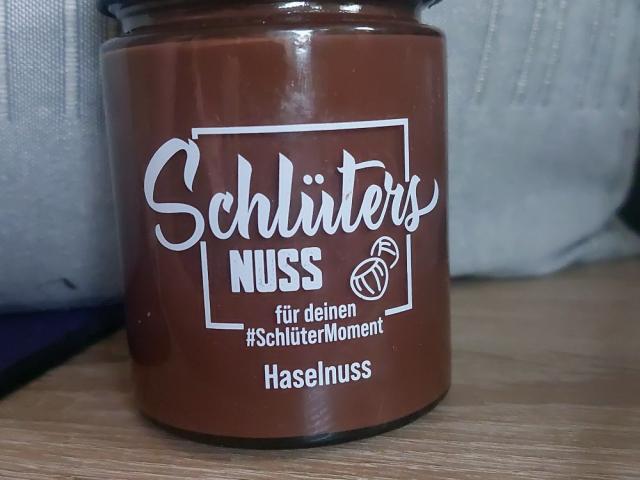 Schlüters
NUSS
für deinen
#SchlüterMoment
Haselnuss